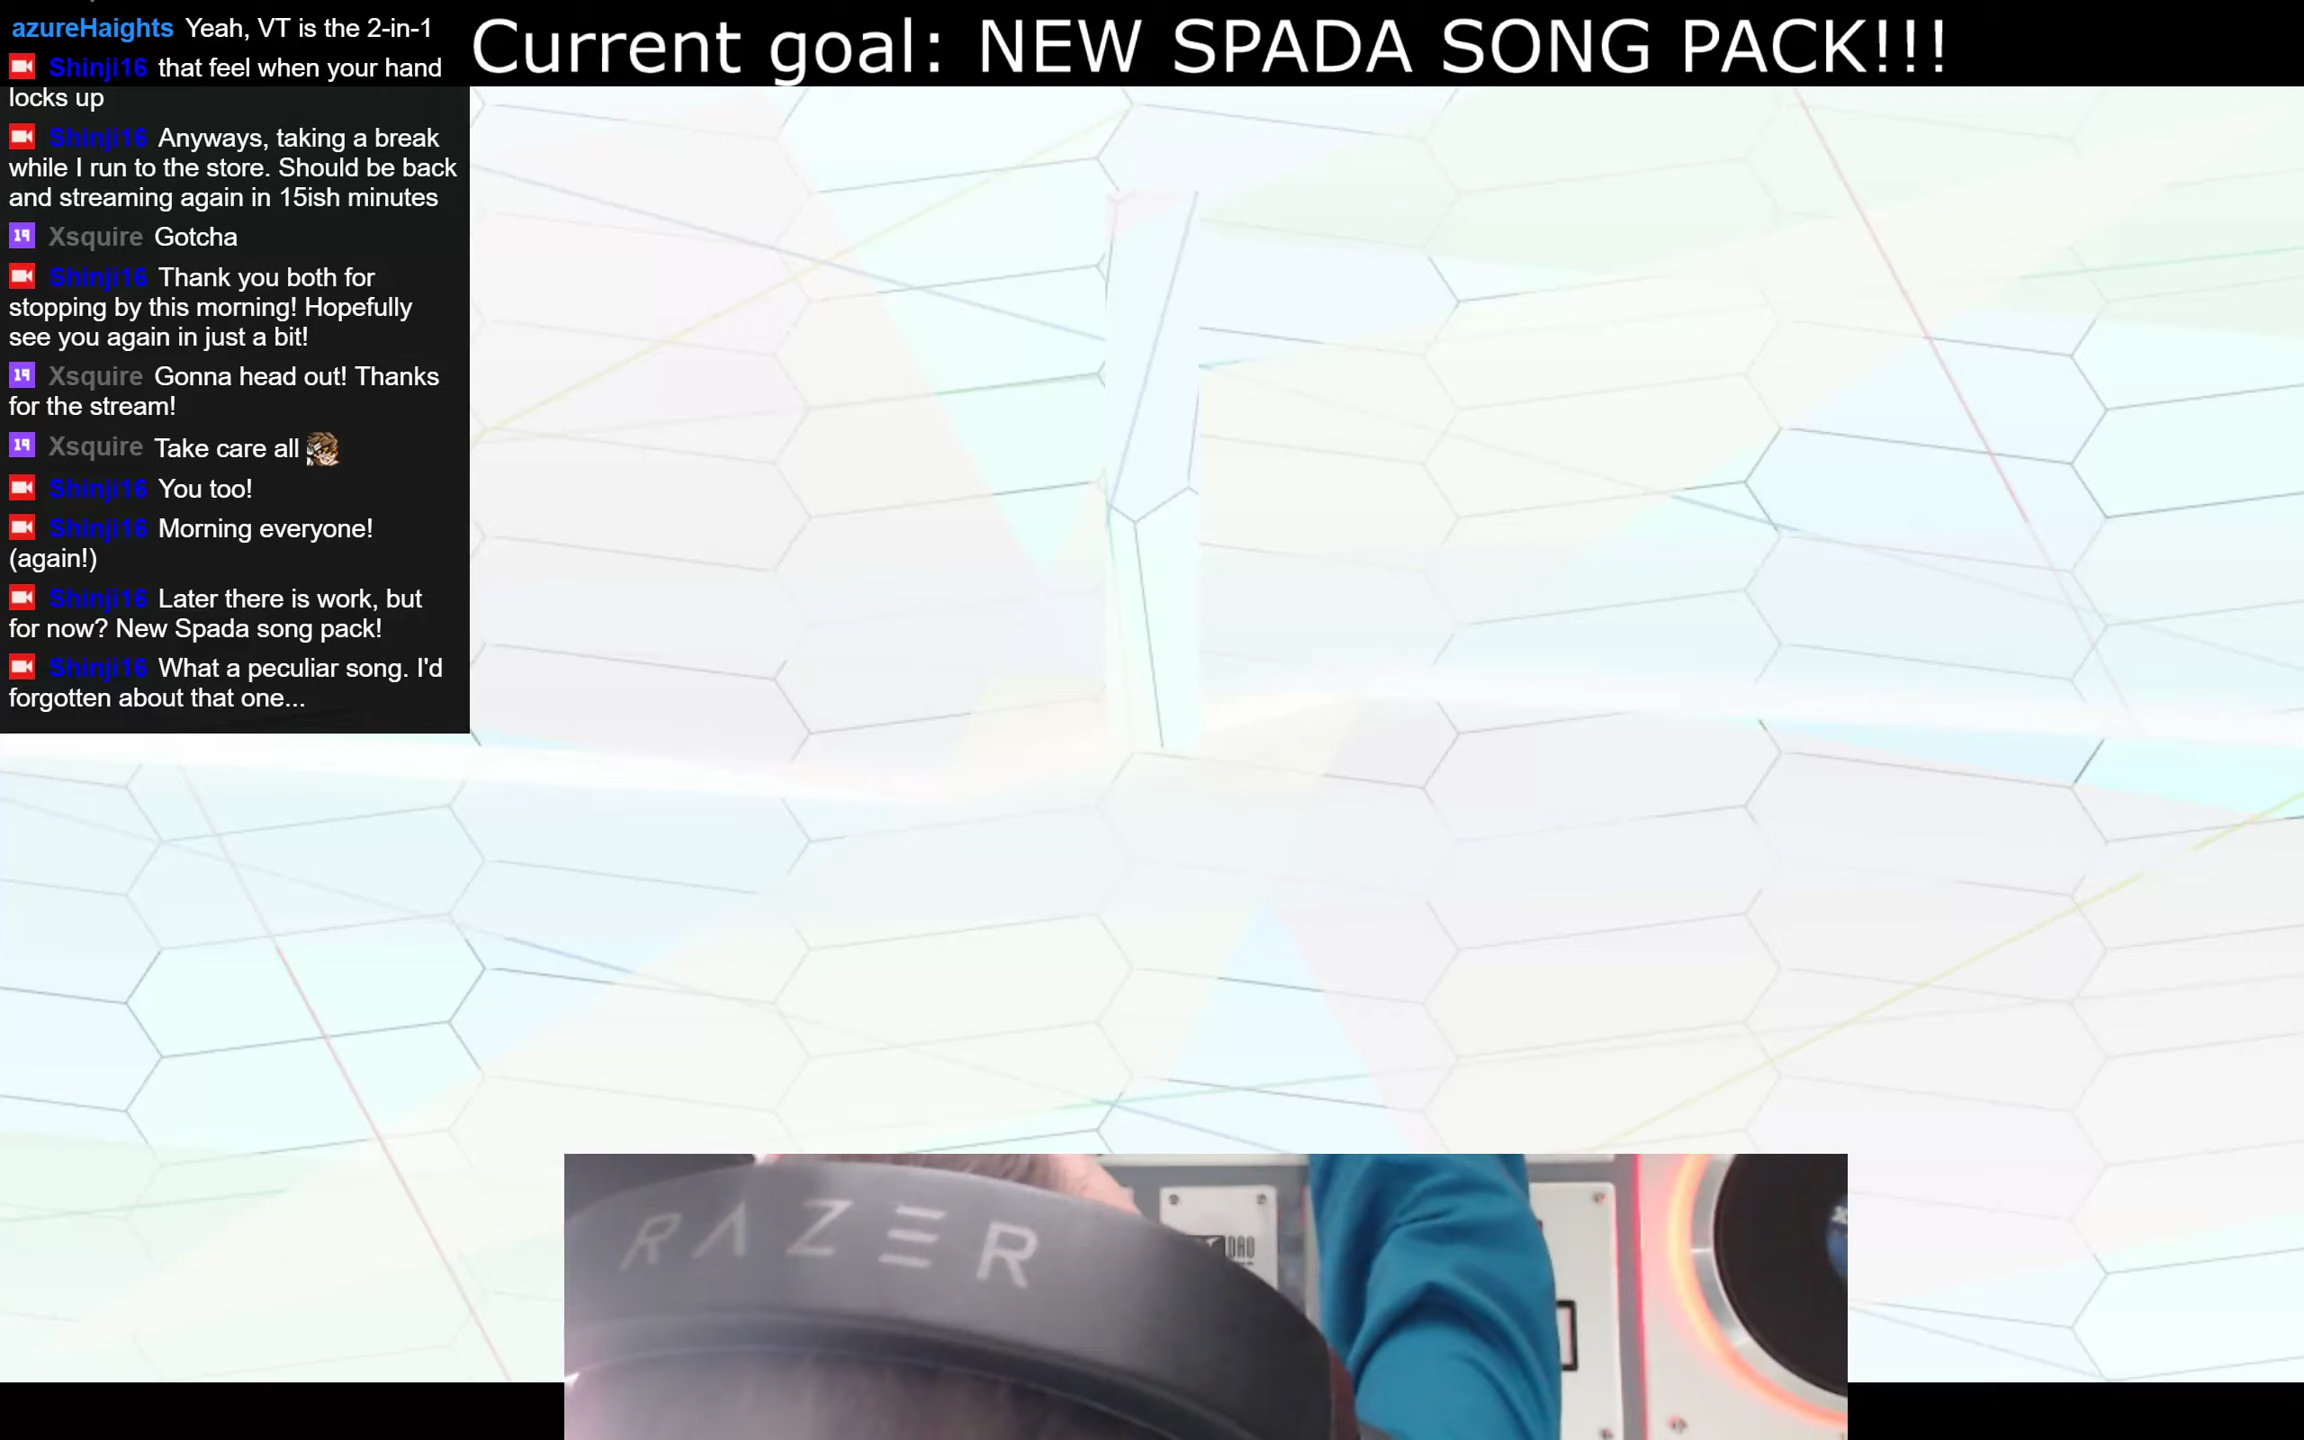 azureHaights Yeah, VT is the 2-in-1
Current goal: NEW SPADA SONG PACK!!!
Shinji16 that feel when your hand
locks up
Shinji16 Anyways, taking a break
while I run to the store. Should be back
and streaming again in 15ish minutes
19 Xsquire Gotcha
Shinji16 Thank you both for
stopping by this morning! Hopefully
see you again in just a bit!
19 Xsquire Gonna head out! Thanks
for the stream!
19 Xsquire Take care all
Shinji16 You too!
Shinji16 Morning everyone!
(again!)
Shinji16 Later there is work, but
for now? New Spada song pack!
Shinji16 What a peculiar song. I'd
forgotten about that one...
RAZER